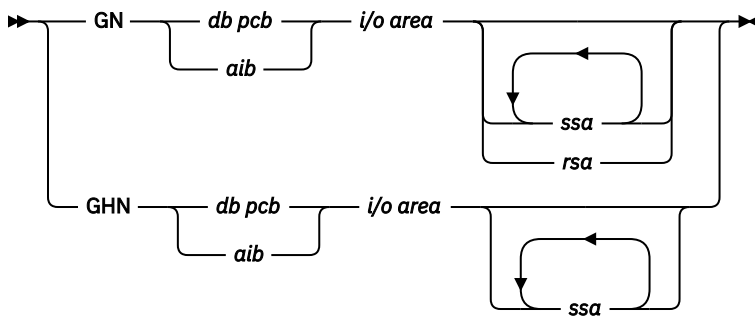 GN db pcb i/o area
aib
ssa
rsa
GHN db pcb i/o area
aib
ssa